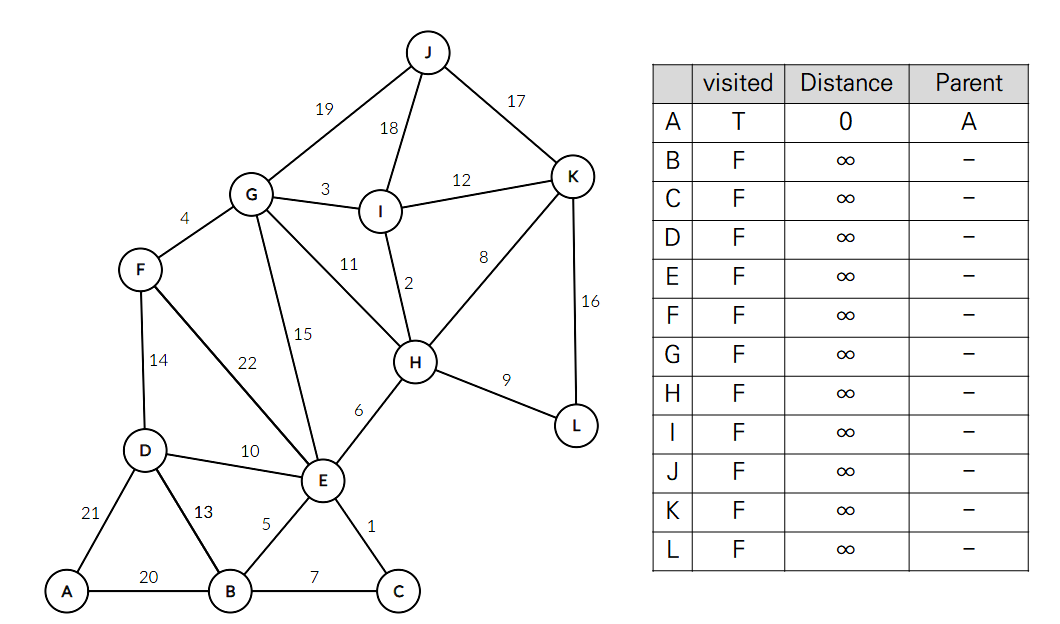 J
19
17
18
K
G
3
12
I
4
11
8
F
2
16
15
14
22
H
9
6
L
D
10
E
21
13
5
1
20
7
A
B
C
visited Distance Parent
A T 0 A
B F ∞ –
C F ∞ –
D F ∞ –
E F ∞ –
F F ∞ –
G F ∞ –
H F ∞ –
I F ∞ –
J F ∞ –
K F ∞ –
L F ∞ –